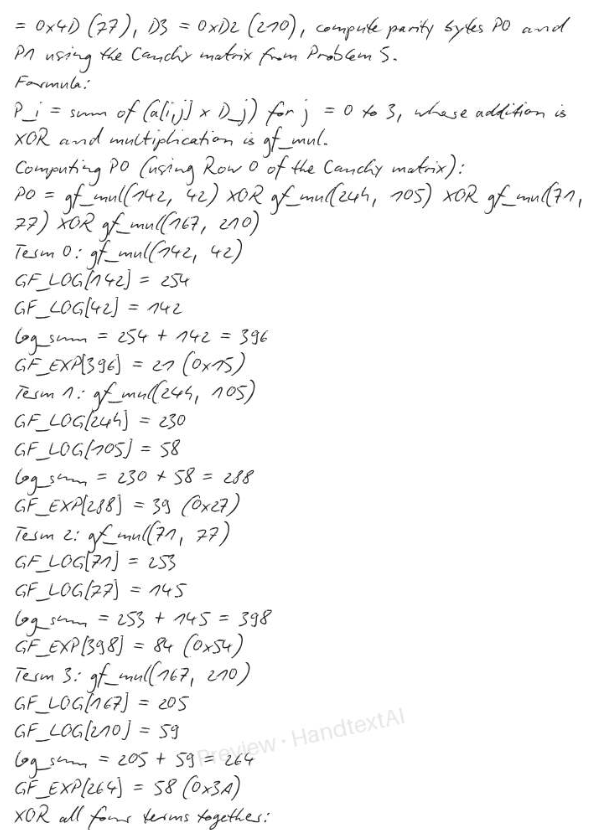 = 0x4D (77), D3 = 0xD2 (210), compute parity bytes P0 and
P1 using the Cauchy matrix from Problem 5.
Formula:
P_i = sum of (a[i,j] x D_j) for j = 0 to 3, where addition is
XOR and multiplication is gf_mul.
Computing P0 (using Row 0 of the Cauchy matrix):
P0 = gf_mul(142, 42) XOR gf_mul(244, 105) XOR gf_mul(71,
77) XOR gf_mul(167, 210)
Term 0: gf_mul(142, 42)
GF_LOG[142] = 254
GF_LOG[42] = 142
log_sum = 254 + 142 = 396
GF_EXP[396] = 21 (0x15)
Term 1: gf_mul(244, 105)
GF_LOG[244] = 230
GF_LOG[105] = 58
log_sum = 230 + 58 = 288
GF_EXP[288] = 39 (0x27)
Term 2: gf_mul(71, 77)
GF_LOG[71] = 253
GF_LOG[77] = 145
log_sum = 253 + 145 = 398
GF_EXP[398] = 84 (0x54)
Term 3: gf_mul(167, 210)
GF_LOG[167] = 205
GF_LOG[210] = 59
log_sum = 205 + 59 = 264
GF_EXP[264] = 58 (0x3A)
XOR all four terms together:
Preview · HandtextAI